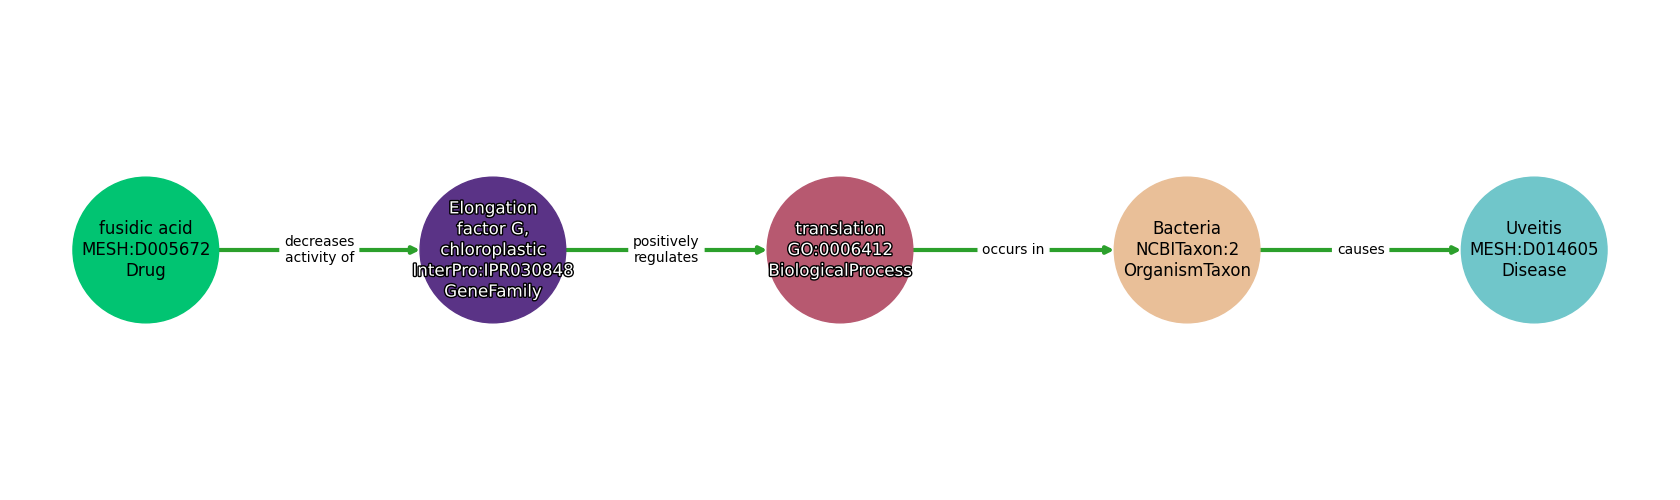 fusidic acid
MESH:D005672
Drug
decreases
activity of
Elongation
factor G,
chloroplastic
InterPro:IPR030848
GeneFamily
positively
regulates
translation
GO:0006412
BiologicalProcess
occurs in
Bacteria
NCBITaxon:2
OrganismTaxon
causes
Uveitis
MESH:D014605
Disease